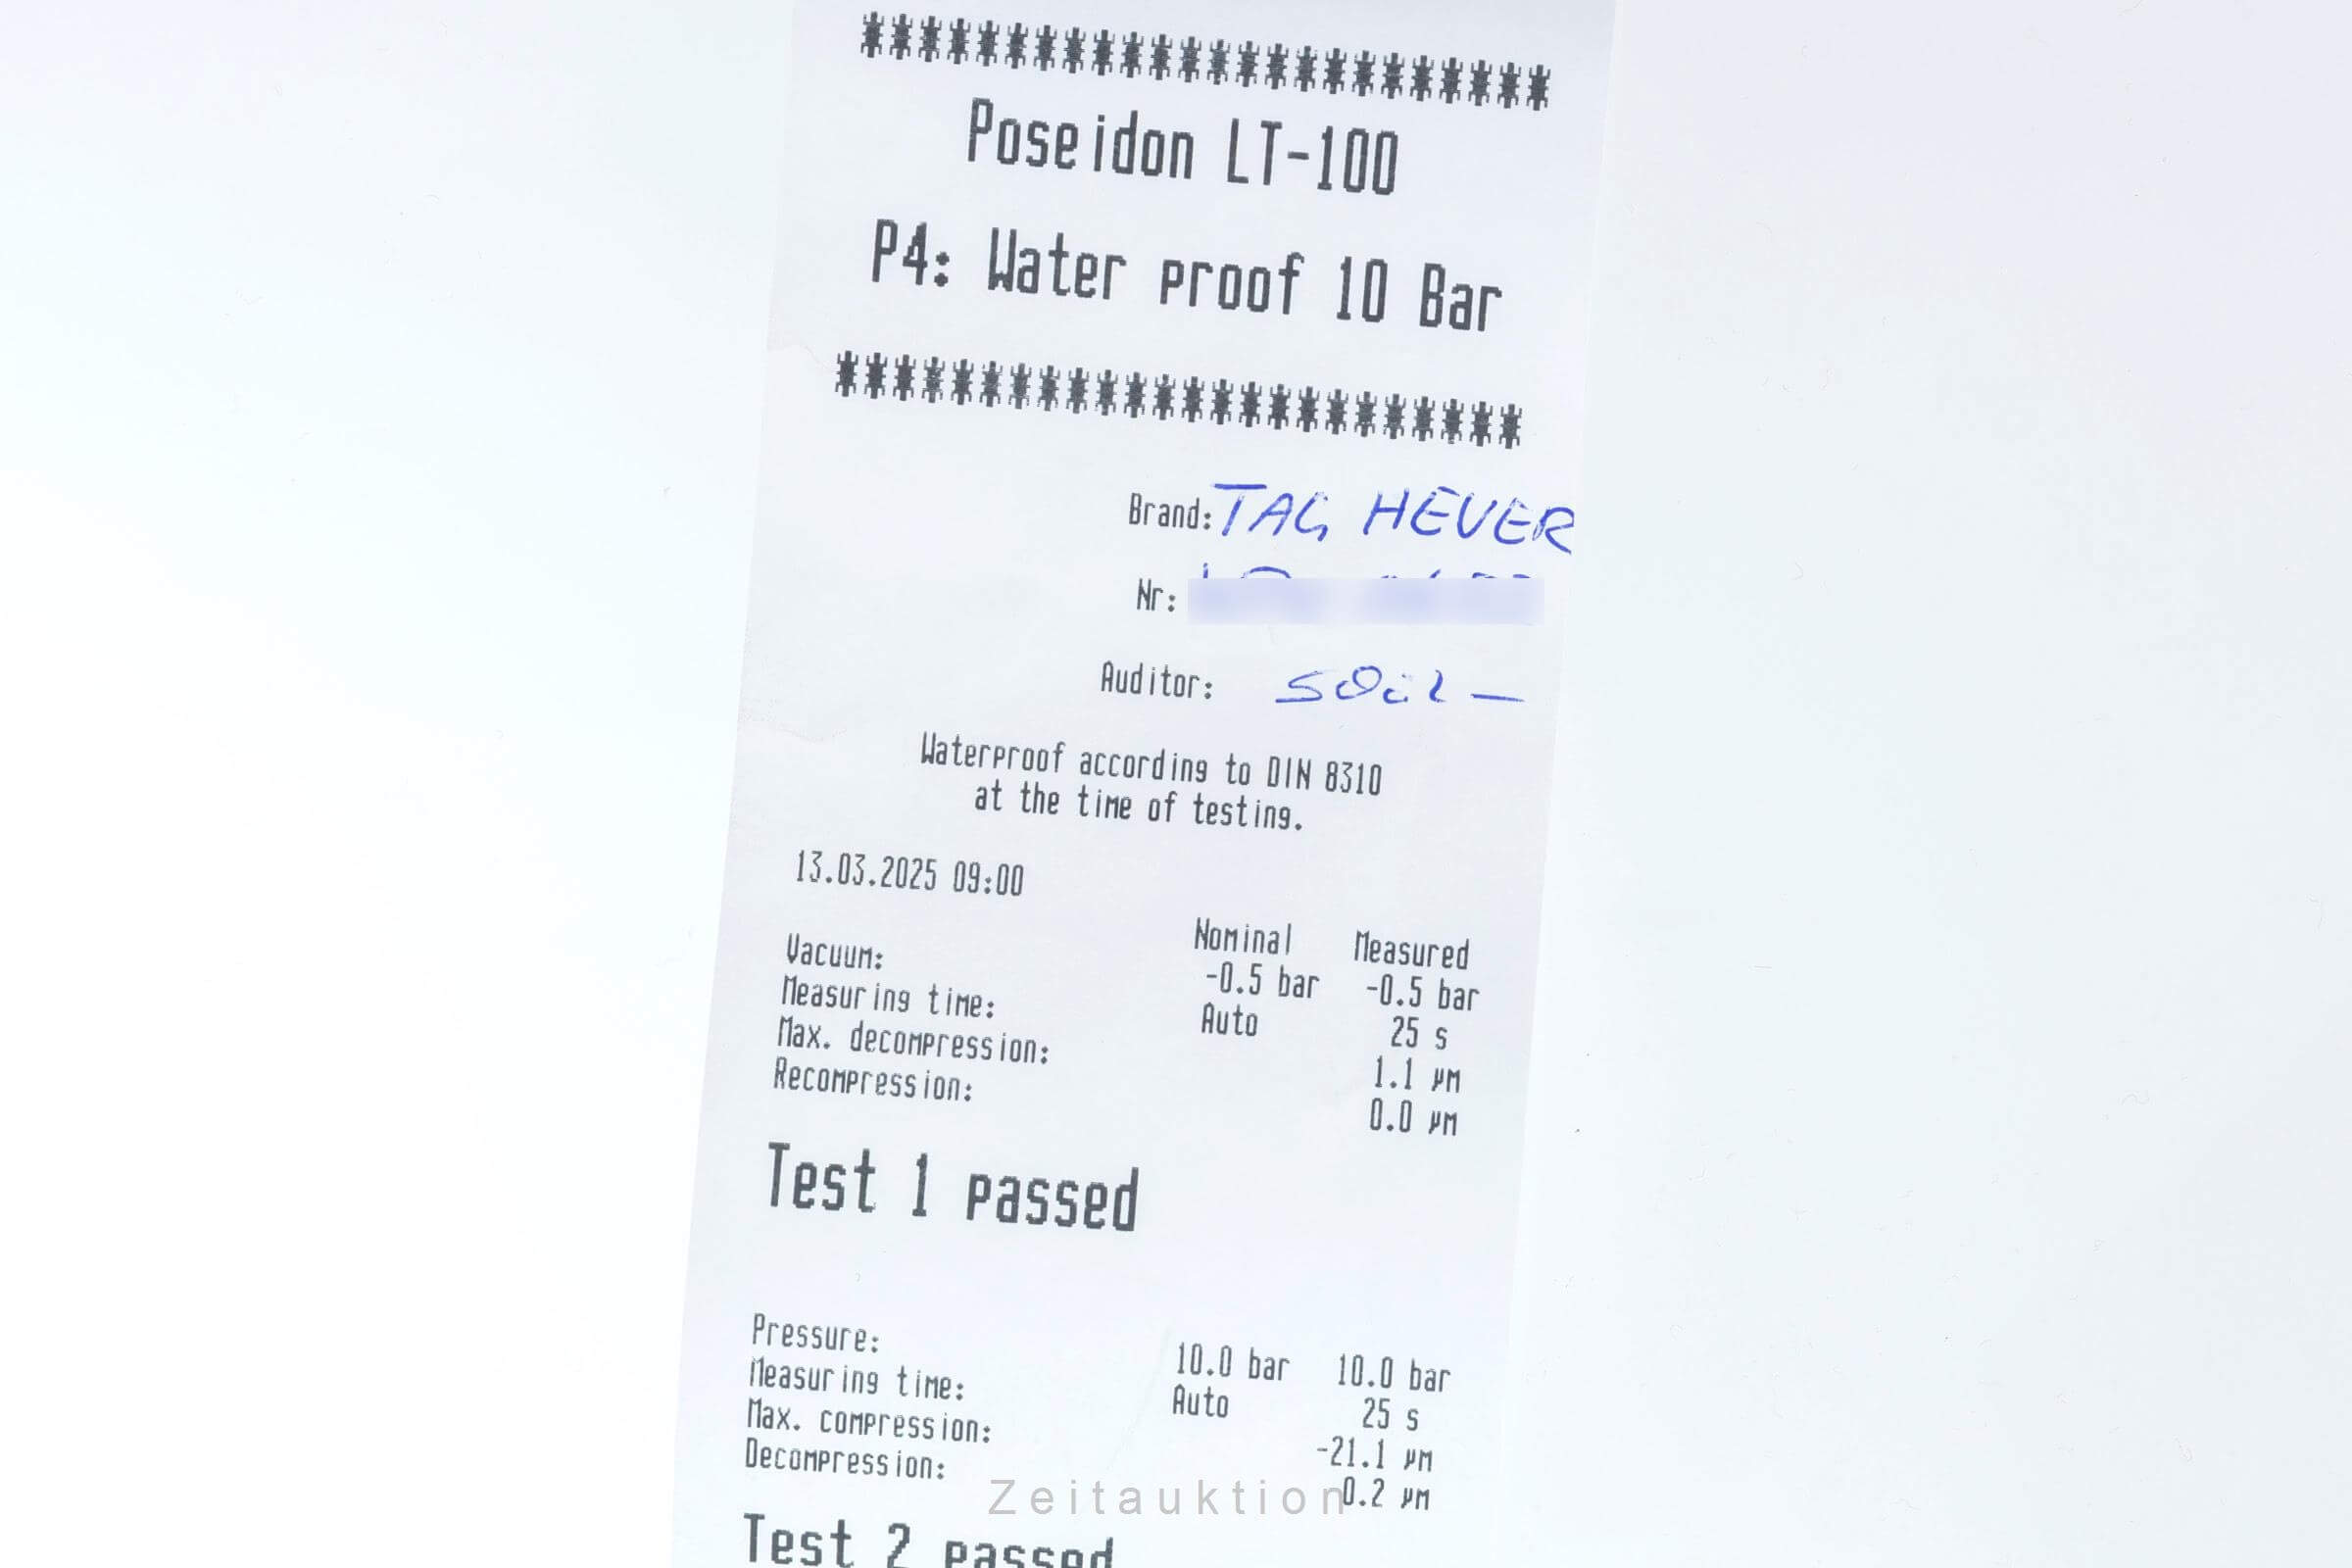 ************************
Poseidon LT-100
P4: Water proof 10 Bar
************************
Brand: TAG HEUER
Nr:
Auditor:
Waterproof according to DIN 8310
at the time of testing.
13.03.2025 09:00
Nominal Measured
Vacuum: -0.5 bar -0.5 bar
Measuring time: Auto 25 s
Max. decompression: 1.1 µm
Recompression: 0.0 µm
Test 1 passed
Pressure: 10.0 bar 10.0 bar
Measuring time: Auto 25 s
Max. compression: -21.1 µm
Decompression: 0.2 µm
Zeitauktion
Test 2 passed